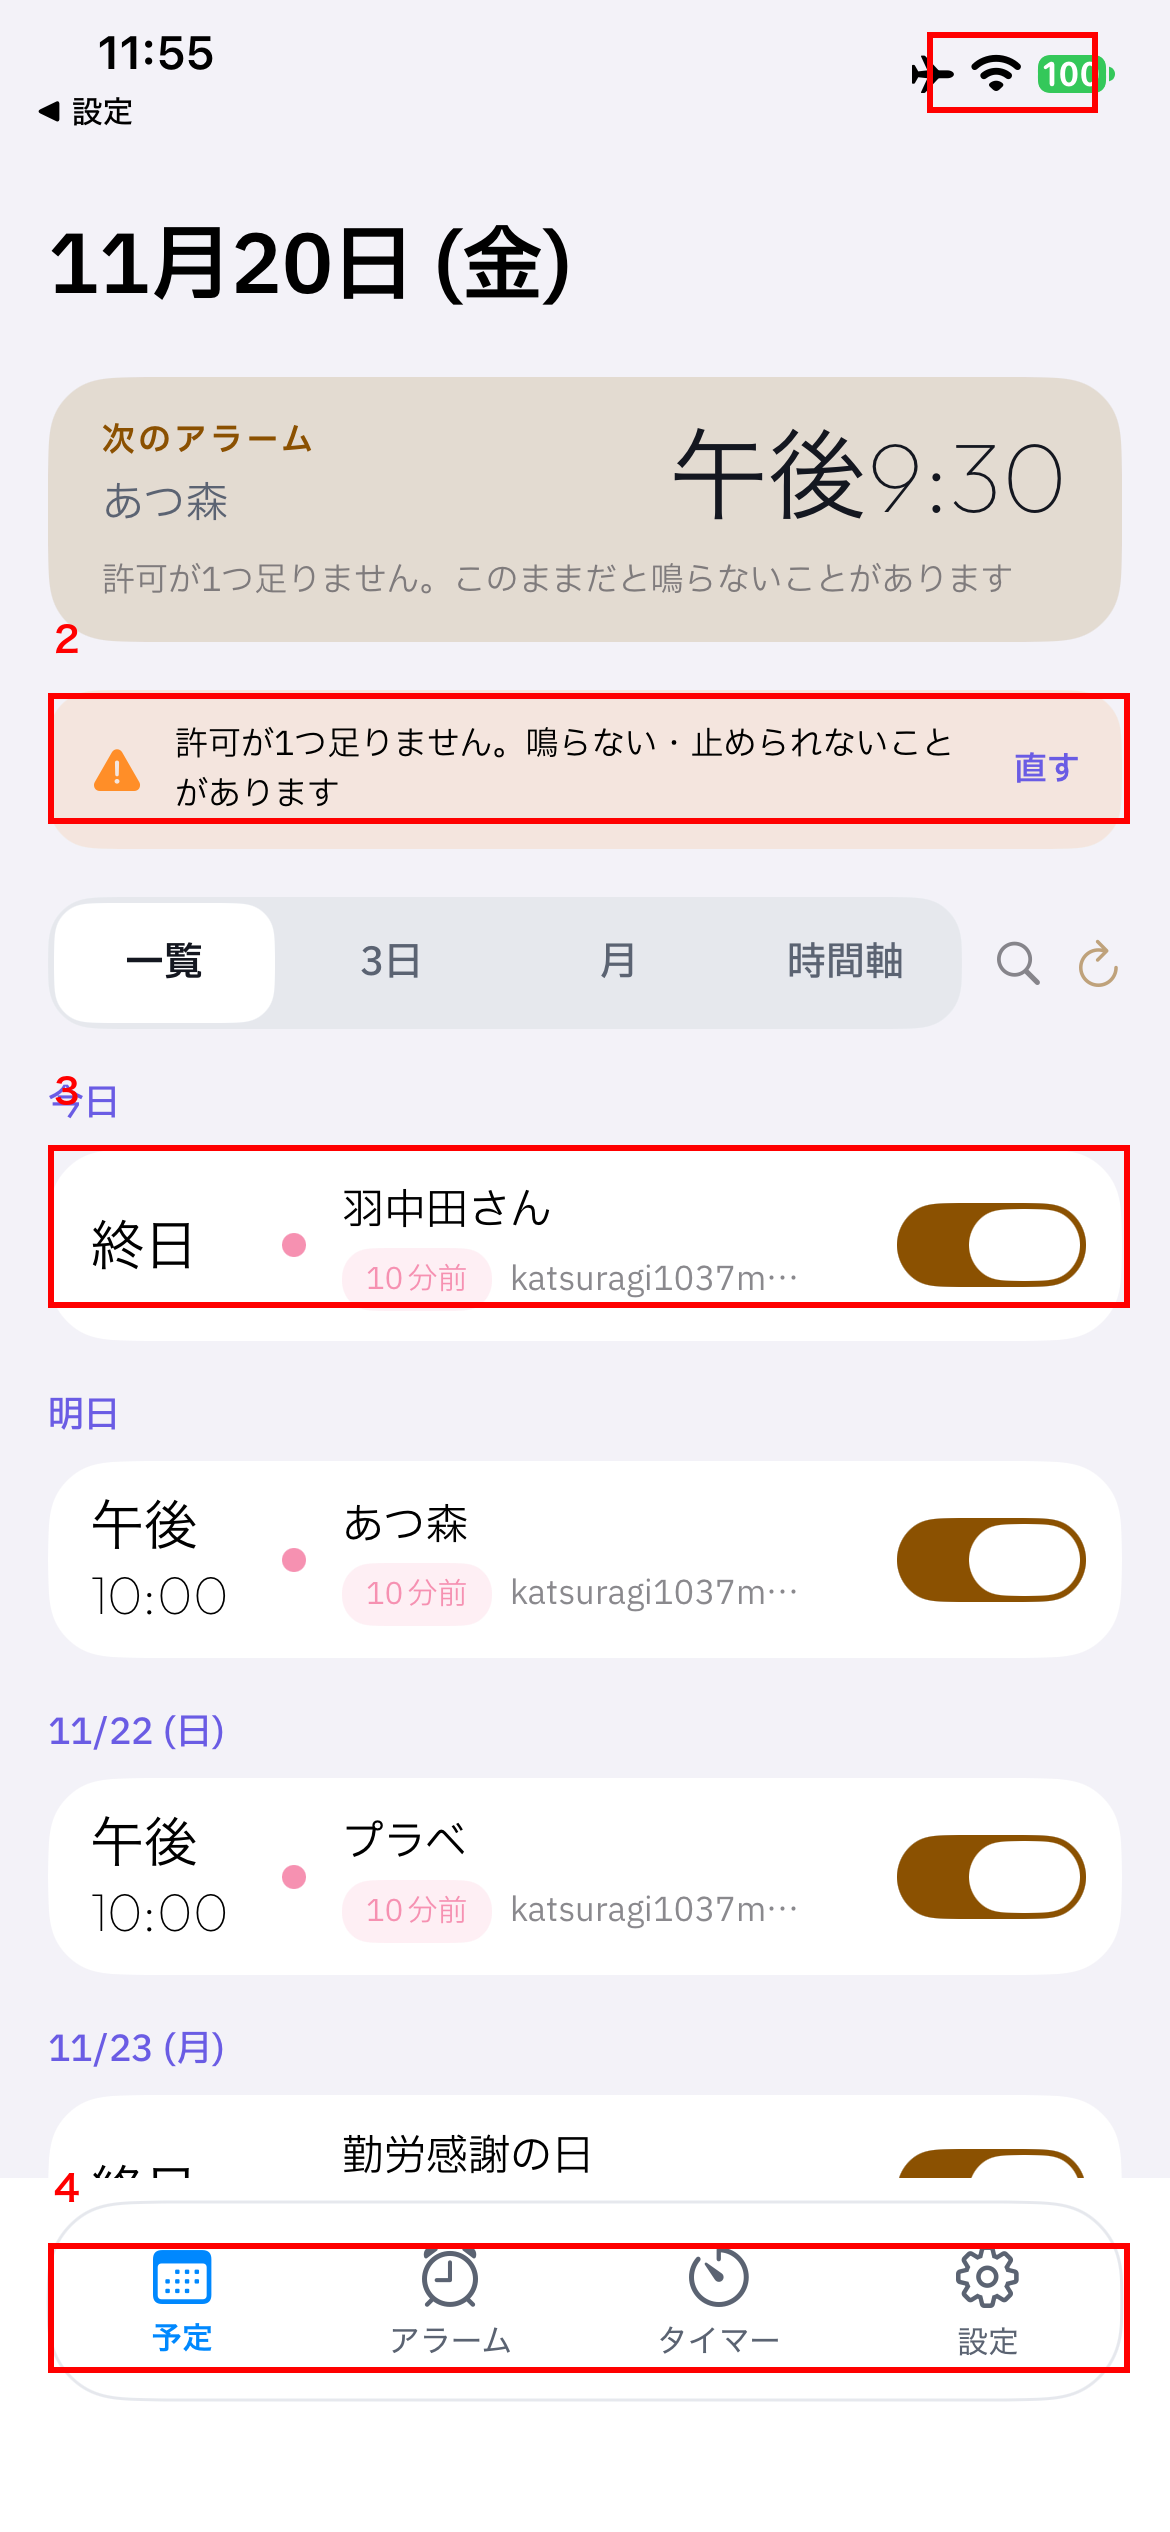 11:55
100
◀ 設定
11月20日 (金)
次のアラーム
あつ森
午後9:30
許可が1つ足りません。このままだと鳴らないことがあります
2
許可が1つ足りません。鳴らない・止められないこと
があります
直す
一覧
3日
月
時間軸
3
今日
終日
羽中田さん
10分前
katsuragi1037m…
明日
午後
10:00
あつ森
10分前
katsuragi1037m…
11/22 (日)
午後
10:00
プラベ
10分前
katsuragi1037m…
11/23 (月)
終日
勤労感謝の日
4
予定
アラーム
タイマー
設定